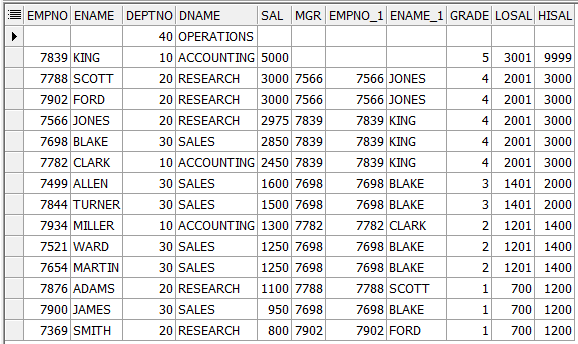 EMPNO ENAME DEPTNO DNAME SAL MGR EMPNO_1 ENAME_1 GRADE LOSAL HISAL
40 OPERATIONS
7839 KING 10 ACCOUNTING 5000 5 3001 9999
7788 SCOTT 20 RESEARCH 3000 7566 7566 JONES 4 2001 3000
7902 FORD 20 RESEARCH 3000 7566 7566 JONES 4 2001 3000
7566 JONES 20 RESEARCH 2975 7839 7839 KING 4 2001 3000
7698 BLAKE 30 SALES 2850 7839 7839 KING 4 2001 3000
7782 CLARK 10 ACCOUNTING 2450 7839 7839 KING 4 2001 3000
7499 ALLEN 30 SALES 1600 7698 7698 BLAKE 3 1401 2000
7844 TURNER 30 SALES 1500 7698 7698 BLAKE 3 1401 2000
7934 MILLER 10 ACCOUNTING 1300 7782 7782 CLARK 2 1201 1400
7521 WARD 30 SALES 1250 7698 7698 BLAKE 2 1201 1400
7654 MARTIN 30 SALES 1250 7698 7698 BLAKE 2 1201 1400
7876 ADAMS 20 RESEARCH 1100 7788 7788 SCOTT 1 700 1200
7900 JAMES 30 SALES 950 7698 7698 BLAKE 1 700 1200
7369 SMITH 20 RESEARCH 800 7902 7902 FORD 1 700 1200